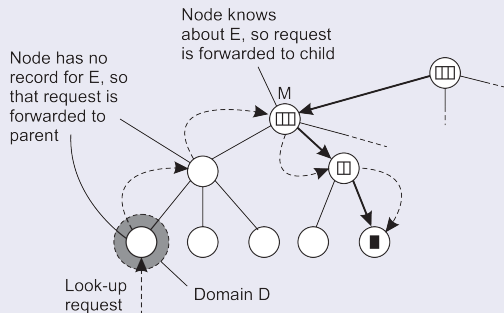 Node knows
about E, so request
is forwarded to child
Node has no
record for E, so
that request is
forwarded to
parent
M
Look-up
request
Domain D